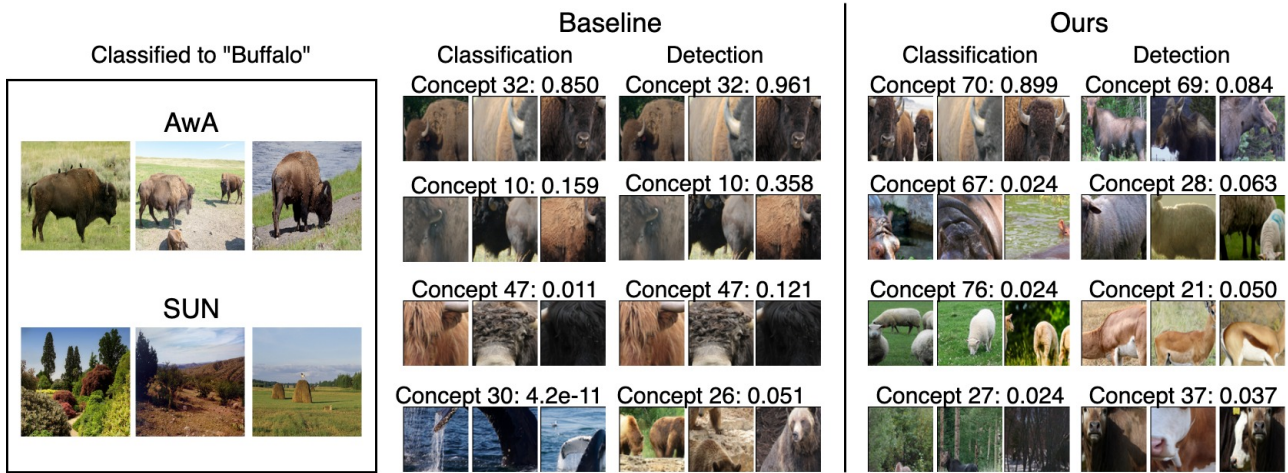 Baseline
Ours
Classified to "Buffalo"
Classification
Detection
Classification
Detection
AwA
SUN
Concept 32: 0.850
Concept 32: 0.961
Concept 70: 0.899
Concept 69: 0.084
Concept 10: 0.159
Concept 10: 0.358
Concept 67: 0.024
Concept 28: 0.063
Concept 47: 0.011
Concept 47: 0.121
Concept 76: 0.024
Concept 21: 0.050
Concept 30: 4.2e-11
Concept 26: 0.051
Concept 27: 0.024
Concept 37: 0.037